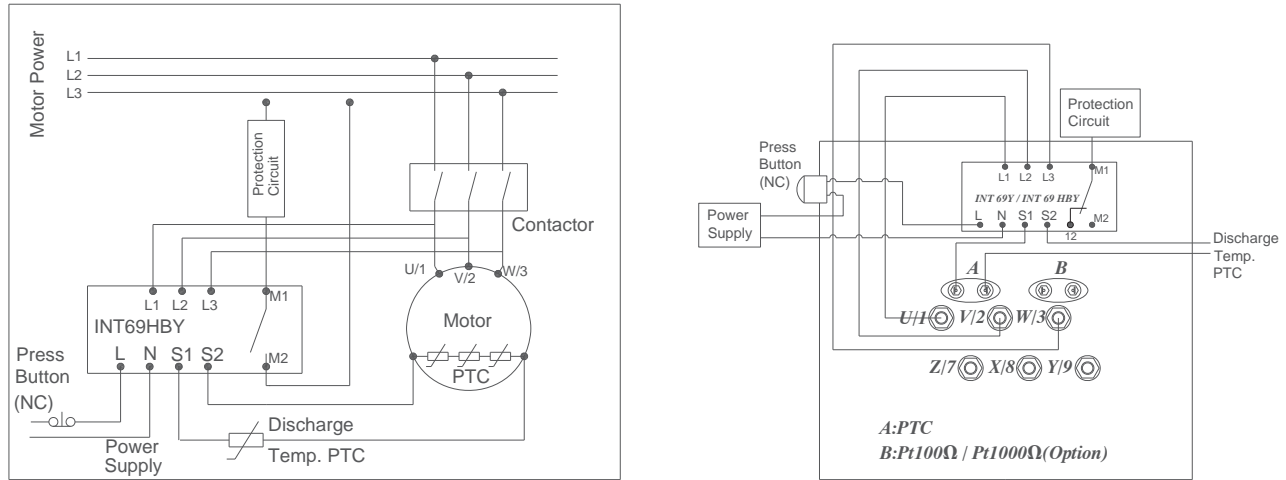 Motor Power
L1
L2
L3
Protection
Circuit
Contactor
U/1
V/2
W/3
L1 L2 L3
M1
INT69HBY
L N S1 S2
M2
Motor
PTC
Press
Button
(NC)
Power
Supply
Discharge
Temp. PTC
Protection
Circuit
Press
Button
(NC)
L1 L2 L3
M1
INT 69Y / INT 69 HBY
L N S1 S2
M2
12
Power
Supply
Discharge
Temp.
PTC
A B
U/1 V/2 W/3
Z/7 X/8 Y/9
A:PTC
B:Pt100Ω / Pt1000Ω(Option)